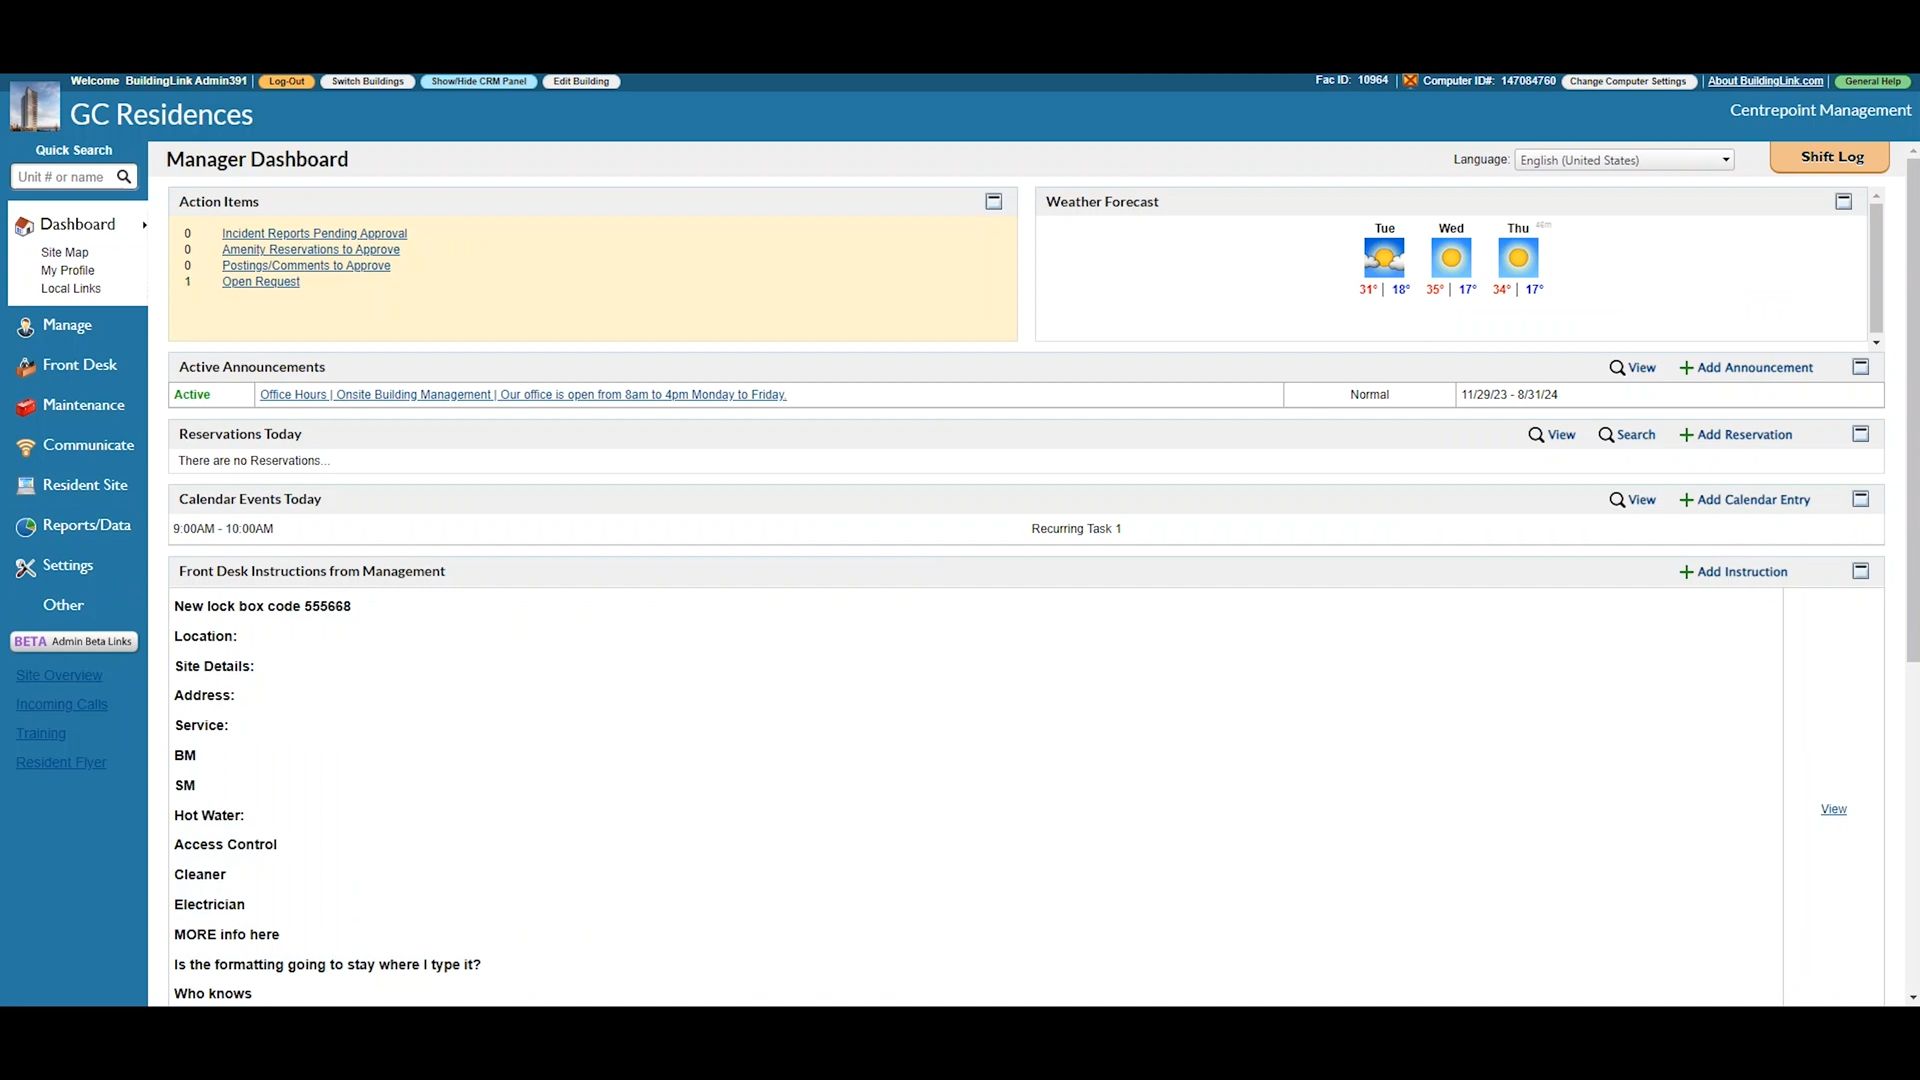 Welcome BuildingLink Admin391 | Log-Out Switch Buildings Show/Hide CRM Panel Edit Building
Fac ID: 10964 | Computer ID#: 147084760 Change Computer Settings | About BuildingLink.com | General Help
GC Residences
Centrepoint Management
Quick Search
Unit # or name
Dashboard
Site Map
My Profile
Local Links
Manage
Front Desk
Maintenance
Communicate
Resident Site
Reports/Data
Settings
Other
BETA Admin Beta Links
Site Overview
Incoming Calls
Training
Resident Flyer
Manager Dashboard
Language: English (United States)
Shift Log
Action Items
0 Incident Reports Pending Approval
0 Amenity Reservations to Approve
0 Postings/Comments to Approve
1 Open Request
Weather Forecast
Tue Wed Thu
31° | 18° 35° | 17° 34° | 17°
Active Announcements View Add Announcement
Active Office Hours | Onsite Building Management | Our office is open from 8am to 4pm Monday to Friday. Normal 11/29/23 - 8/31/24
Reservations Today View Search Add Reservation
There are no Reservations...
Calendar Events Today View Add Calendar Entry
9:00AM - 10:00AM Recurring Task 1
Front Desk Instructions from Management Add Instruction
New lock box code 555668
Location:
Site Details:
Address:
Service:
BM
SM
Hot Water:
View
Access Control
Cleaner
Electrician
MORE info here
Is the formatting going to stay where I type it?
Who knows